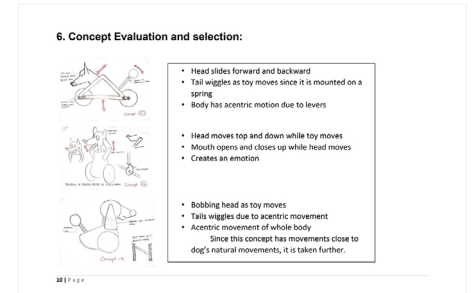 6. Concept Evaluation and selection:
• Head slides forward and backward
• Tail wiggles as toy moves since it is mounted on a
spring
• Body has acentric motion due to levers
• Head moves top and down while toy moves
• Mouth opens and closes up while head moves
• Creates an emotion
• Bobbing head as toy moves
• Tails wiggles due to acentric movement
• Acentric movement of whole body
Since this concept has movements close to
dog's natural movements, it is taken further.
10 | P a g e